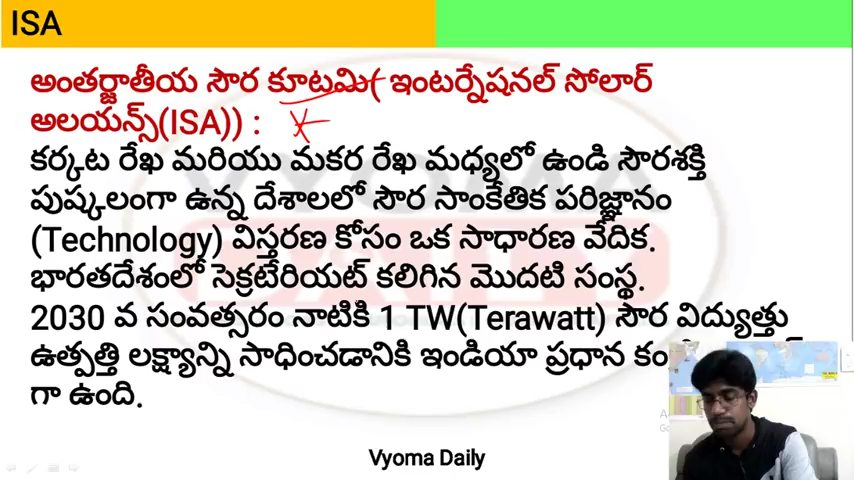 ISA
అంతర్జాతీయ సౌర కూటమి( ఇంటర్నేషనల్ సోలార్
అలయన్స్(ISA)) :
కర్కట రేఖ మరియు మకర రేఖ మధ్యలో ఉండి సౌరశక్తి
పుష్కలంగా ఉన్న దేశాలలో సౌర సాంకేతిక పరిజ్ఞానం
(Technology) విస్తరణ కోసం ఒక సాధారణ వేదిక.
భారతదేశంలో సెక్రటేరియట్ కలిగిన మొదటి సంస్థ.
2030 వ సంవత్సరం నాటికి 1 TW(Terawatt) సౌర విద్యుత్తు
ఉత్పత్తి లక్ష్యాన్ని సాధించడానికి ఇండియా ప్రధాన
గా ఉంది.
Vyoma Daily